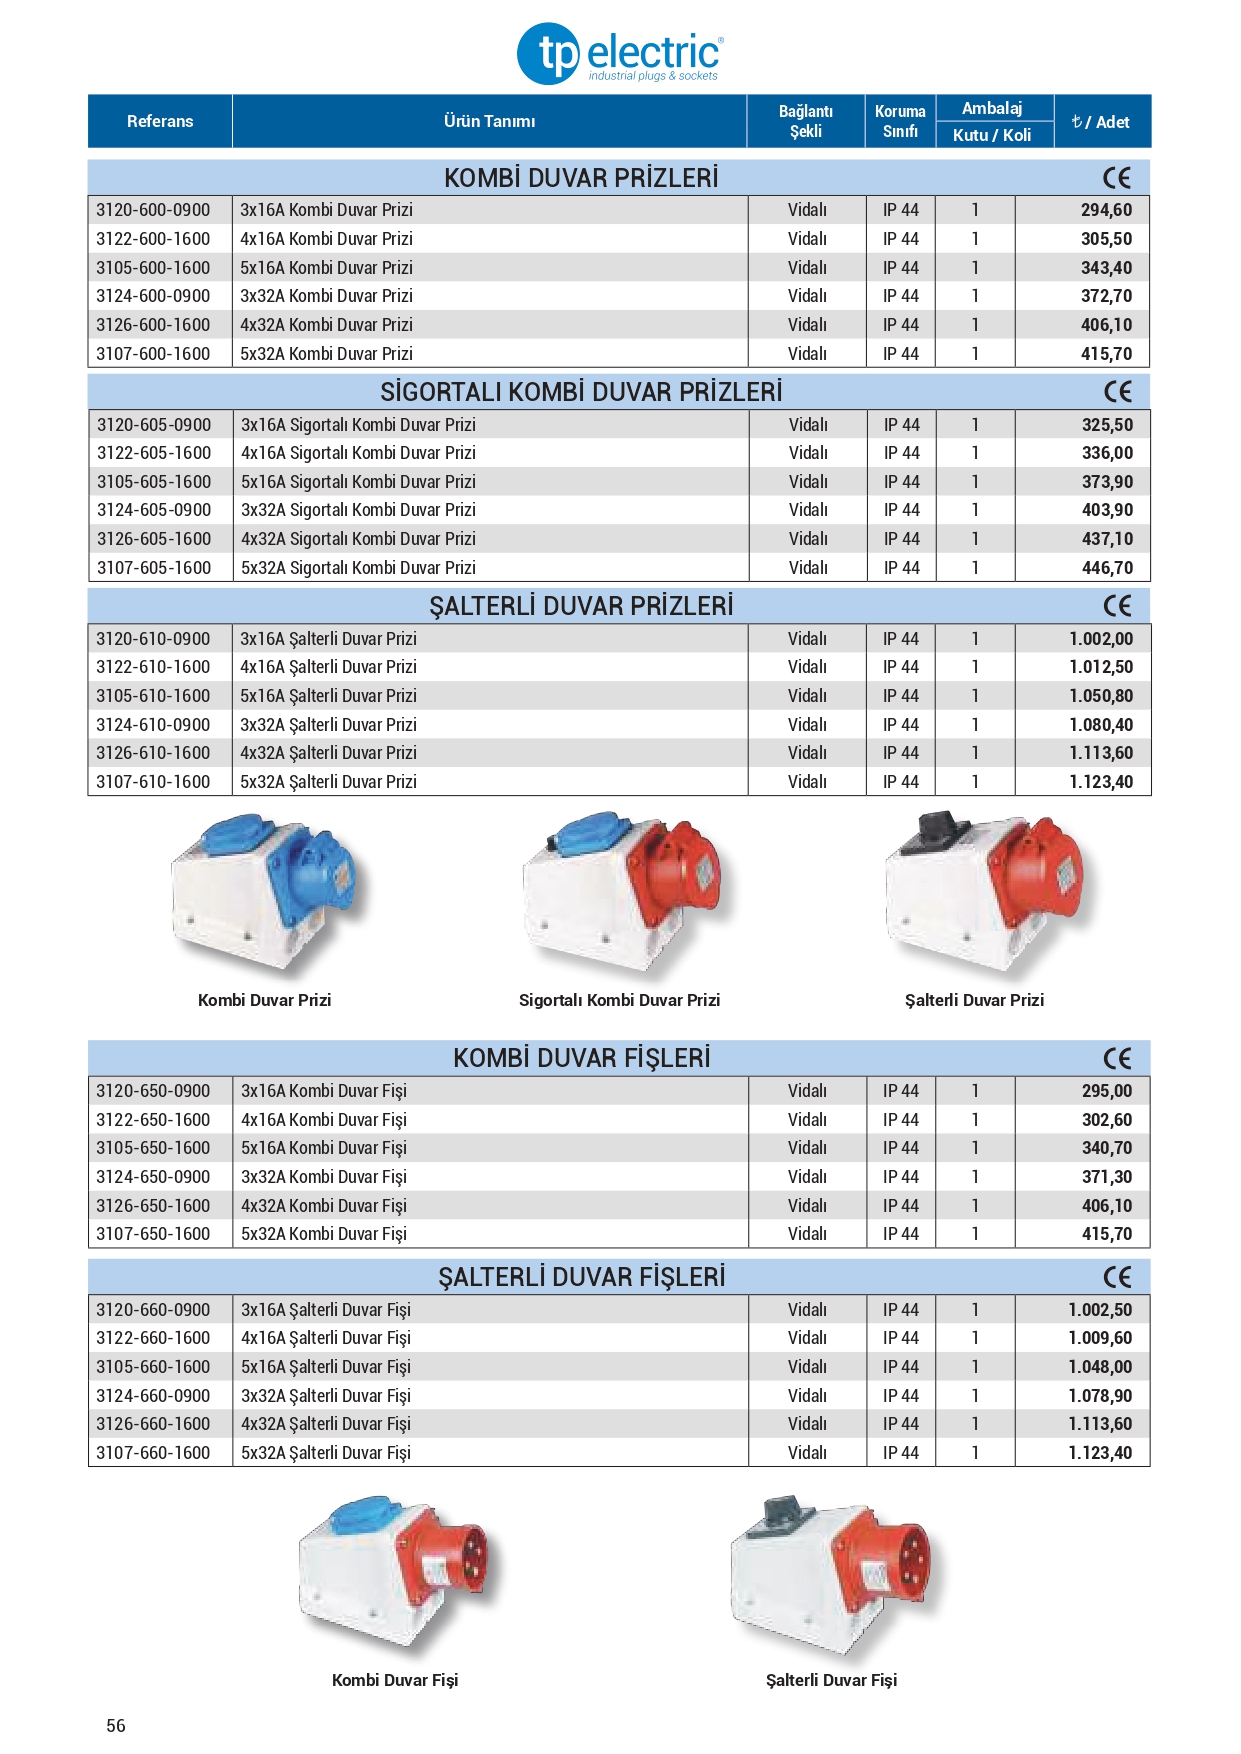 tp electric®
industrial plugs & sockets
Referans Ürün Tanımı Bağlantı Şekli Koruma Sınıfı Ambalaj Kutu / Koli ₺ / Adet
KOMBİ DUVAR PRİZLERİ CE
3120-600-0900 3x16A Kombi Duvar Prizi Vidalı IP 44 1 294,60
3122-600-1600 4x16A Kombi Duvar Prizi Vidalı IP 44 1 305,50
3105-600-1600 5x16A Kombi Duvar Prizi Vidalı IP 44 1 343,40
3124-600-0900 3x32A Kombi Duvar Prizi Vidalı IP 44 1 372,70
3126-600-1600 4x32A Kombi Duvar Prizi Vidalı IP 44 1 406,10
3107-600-1600 5x32A Kombi Duvar Prizi Vidalı IP 44 1 415,70
SİGORTALI KOMBİ DUVAR PRİZLERİ CE
3120-605-0900 3x16A Sigortalı Kombi Duvar Prizi Vidalı IP 44 1 325,50
3122-605-1600 4x16A Sigortalı Kombi Duvar Prizi Vidalı IP 44 1 336,00
3105-605-1600 5x16A Sigortalı Kombi Duvar Prizi Vidalı IP 44 1 373,90
3124-605-0900 3x32A Sigortalı Kombi Duvar Prizi Vidalı IP 44 1 403,90
3126-605-1600 4x32A Sigortalı Kombi Duvar Prizi Vidalı IP 44 1 437,10
3107-605-1600 5x32A Sigortalı Kombi Duvar Prizi Vidalı IP 44 1 446,70
ŞALTERLİ DUVAR PRİZLERİ CE
3120-610-0900 3x16A Şalterli Duvar Prizi Vidalı IP 44 1 1.002,00
3122-610-1600 4x16A Şalterli Duvar Prizi Vidalı IP 44 1 1.012,50
3105-610-1600 5x16A Şalterli Duvar Prizi Vidalı IP 44 1 1.050,80
3124-610-0900 3x32A Şalterli Duvar Prizi Vidalı IP 44 1 1.080,40
3126-610-1600 4x32A Şalterli Duvar Prizi Vidalı IP 44 1 1.113,60
3107-610-1600 5x32A Şalterli Duvar Prizi Vidalı IP 44 1 1.123,40
Kombi Duvar Prizi Sigortalı Kombi Duvar Prizi Şalterli Duvar Prizi
KOMBİ DUVAR FİŞLERİ CE
3120-650-0900 3x16A Kombi Duvar Fişi Vidalı IP 44 1 295,00
3122-650-1600 4x16A Kombi Duvar Fişi Vidalı IP 44 1 302,60
3105-650-1600 5x16A Kombi Duvar Fişi Vidalı IP 44 1 340,70
3124-650-0900 3x32A Kombi Duvar Fişi Vidalı IP 44 1 371,30
3126-650-1600 4x32A Kombi Duvar Fişi Vidalı IP 44 1 406,10
3107-650-1600 5x32A Kombi Duvar Fişi Vidalı IP 44 1 415,70
ŞALTERLİ DUVAR FİŞLERİ CE
3120-660-0900 3x16A Şalterli Duvar Fişi Vidalı IP 44 1 1.002,50
3122-660-1600 4x16A Şalterli Duvar Fişi Vidalı IP 44 1 1.009,60
3105-660-1600 5x16A Şalterli Duvar Fişi Vidalı IP 44 1 1.048,00
3124-660-0900 3x32A Şalterli Duvar Fişi Vidalı IP 44 1 1.078,90
3126-660-1600 4x32A Şalterli Duvar Fişi Vidalı IP 44 1 1.113,60
3107-660-1600 5x32A Şalterli Duvar Fişi Vidalı IP 44 1 1.123,40
Kombi Duvar Fişi Şalterli Duvar Fişi
56